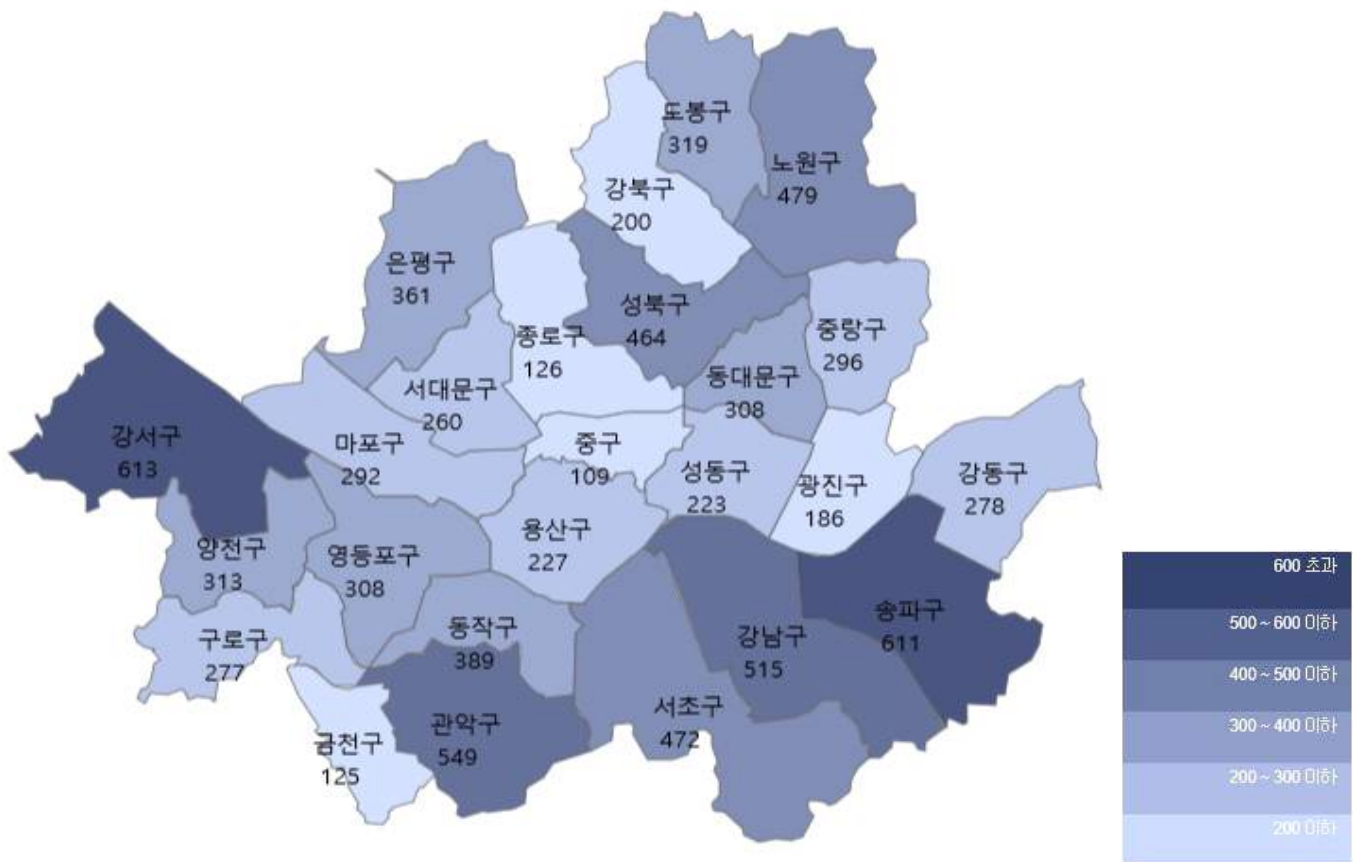 도봉구
319
노원구
479
강북구
200
은평구
361
성북구
464
종로구
126
중랑구
296
동대문구
308
서대문구
260
강서구
613
마포구
292
중구
109
성동구
223
광진구
186
강동구
278
양천구
313
영등포구
308
용산구
227
구로구
277
동작구
389
강남구
515
송파구
611
관악구
549
서초구
472
금천구
125
600 초과
500 ~ 600 이하
400 ~ 500 이하
300 ~ 400 이하
200 ~ 300 이하
200 이하